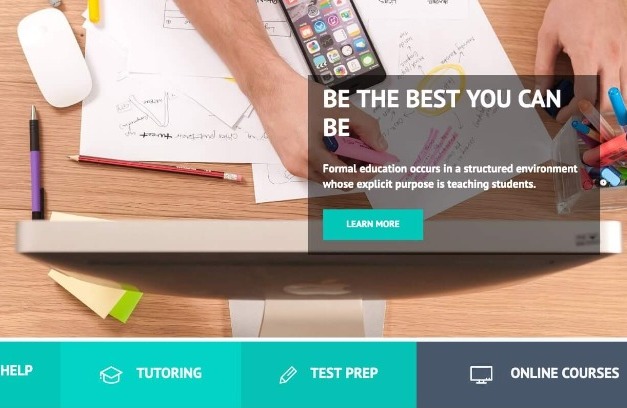 BE THE BEST YOU CAN
BE
Formal education occurs in a structured environment
whose explicit purpose is teaching students.
LEARN MORE
HELP
TUTORING
TEST PREP
ONLINE COURSES